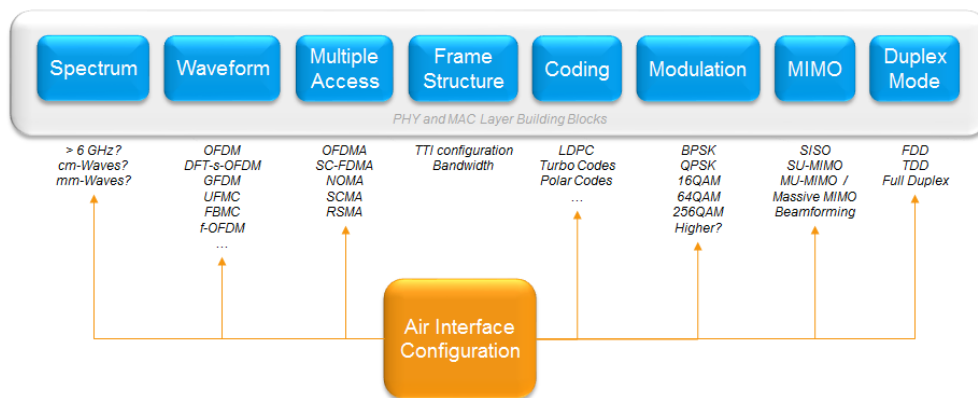 Spectrum
Waveform
Multiple
Access
Frame
Structure
Coding
Modulation
MIMO
Duplex
Mode
PHY and MAC Layer Building Blocks
> 6 GHz?
cm-Waves?
mm-Waves?
OFDM
DFT-s-OFDM
GFDM
UFMC
FBMC
f-OFDM
…
OFDMA
SC-FDMA
NOMA
SCMA
RSMA
TTI configuration
Bandwidth
LDPC
Turbo Codes
Polar Codes
…
BPSK
QPSK
16QAM
64QAM
256QAM
Higher?
SISO
SU-MIMO
MU-MIMO /
Massive MIMO
Beamforming
FDD
TDD
Full Duplex
Air Interface
Configuration